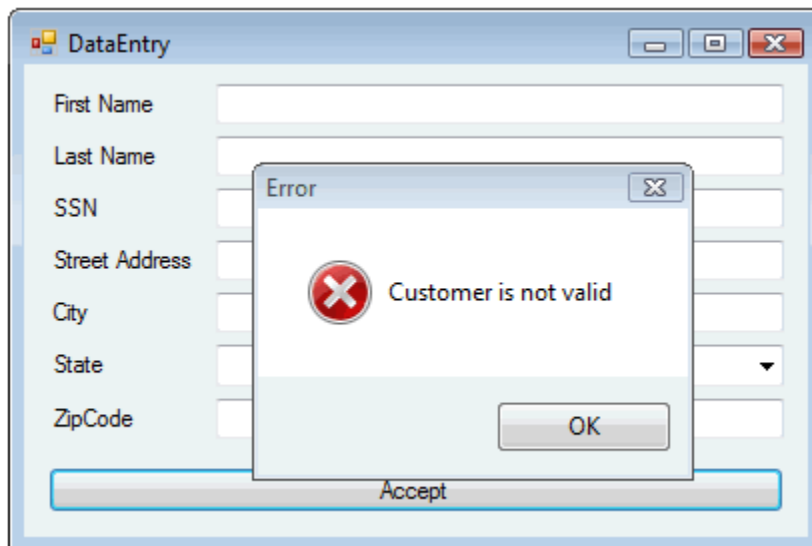 DataEntry
First Name
Last Name
Error
SSN
Street Address
Customer is not valid
City
State
ZipCode
OK
Accept